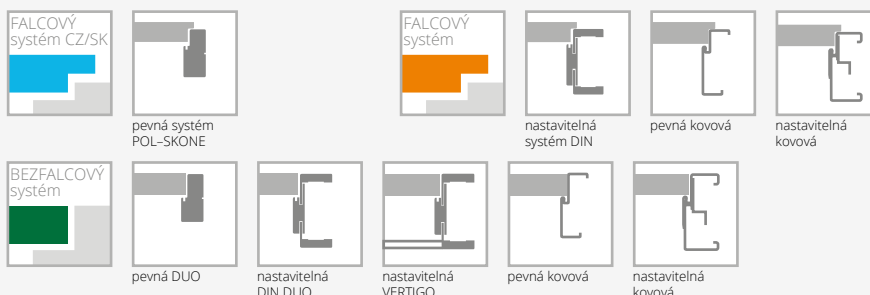 FALCOVÝ
systém CZ/SK
pevná systém
POL–SKONE
FALCOVÝ
systém
nastavitelná
systém DIN
pevná kovová
nastavitelná
kovová
BEZFALCOVÝ
systém
pevná DUO
nastavitelná
DIN DUO
nastavitelná
VERTIGO
pevná kovová
nastavitelná
kovová